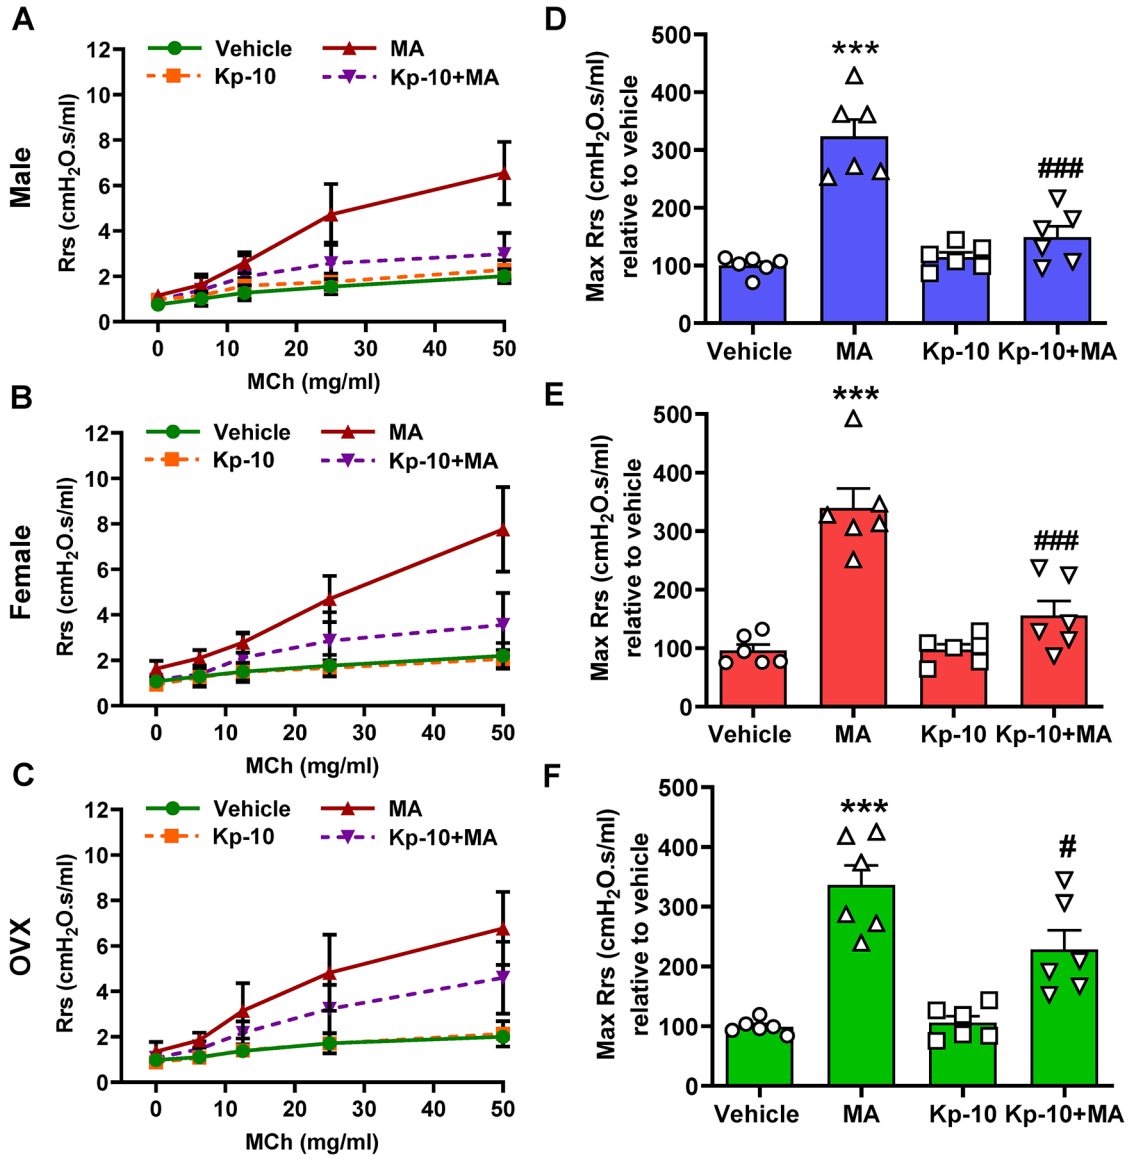 A
Male
Rrs (cmH2O.s/ml)
12
10
8
6
4
2
0
Vehicle
MA
Kp-10
Kp-10+MA
0 10 20 30 40 50
MCh (mg/ml)
D
Max Rrs (cmH2O.s/ml)
relative to vehicle
500
400
300
200
100
0
***
###
Vehicle MA Kp-10 Kp-10+MA
B
Female
Rrs (cmH2O.s/ml)
12
10
8
6
4
2
0
Vehicle
MA
Kp-10
Kp-10+MA
0 10 20 30 40 50
MCh (mg/ml)
E
Max Rrs (cmH2O.s/ml)
relative to vehicle
500
400
300
200
100
0
***
###
Vehicle MA Kp-10 Kp-10+MA
C
OVX
Rrs (cmH2O.s/ml)
12
10
8
6
4
2
0
Vehicle
MA
Kp-10
Kp-10+MA
0 10 20 30 40 50
MCh (mg/ml)
F
Max Rrs (cmH2O.s/ml)
relative to vehicle
500
400
300
200
100
0
***
#
Vehicle MA Kp-10 Kp-10+MA